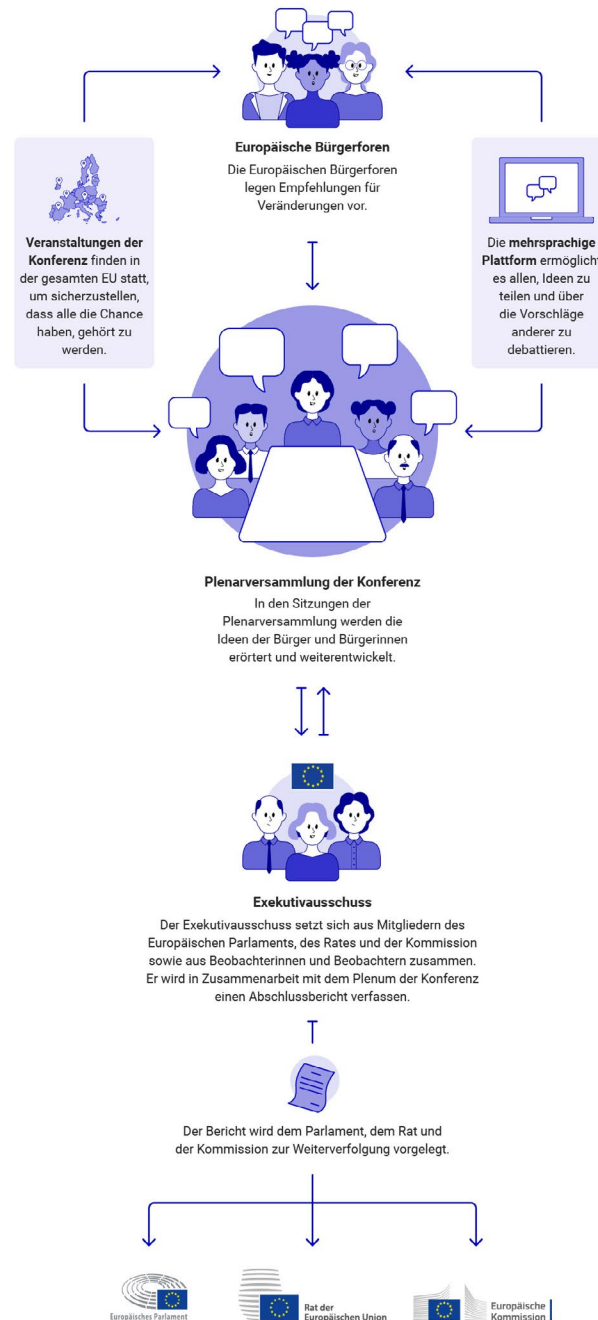 Europäische Bürgerforen
Die Europäischen Bürgerforen
legen Empfehlungen für
Veränderungen vor.
Veranstaltungen der
Konferenz finden in
der gesamten EU statt,
um sicherzustellen,
dass alle die Chance
haben, gehört zu
werden.
Die mehrsprachige
Plattform ermöglicht
es allen, Ideen zu
teilen und über
die Vorschläge
anderer zu
debattieren.
Plenarversammlung der Konferenz
In den Sitzungen der
Plenarversammlung werden die
Ideen der Bürger und Bürgerinnen
erörtert und weiterentwickelt.
Exekutivausschuss
Der Exekutivausschuss setzt sich aus Mitgliedern des
Europäischen Parlaments, des Rates und der Kommission
sowie aus Beobachterinnen und Beobachtern zusammen.
Er wird in Zusammenarbeit mit dem Plenum der Konferenz
einen Abschlussbericht verfassen.
Der Bericht wird dem Parlament, dem Rat und
der Kommission zur Weiterverfolgung vorgelegt.
Europäisches Parlament
Rat der
Europäischen Union
Europäische
Kommission